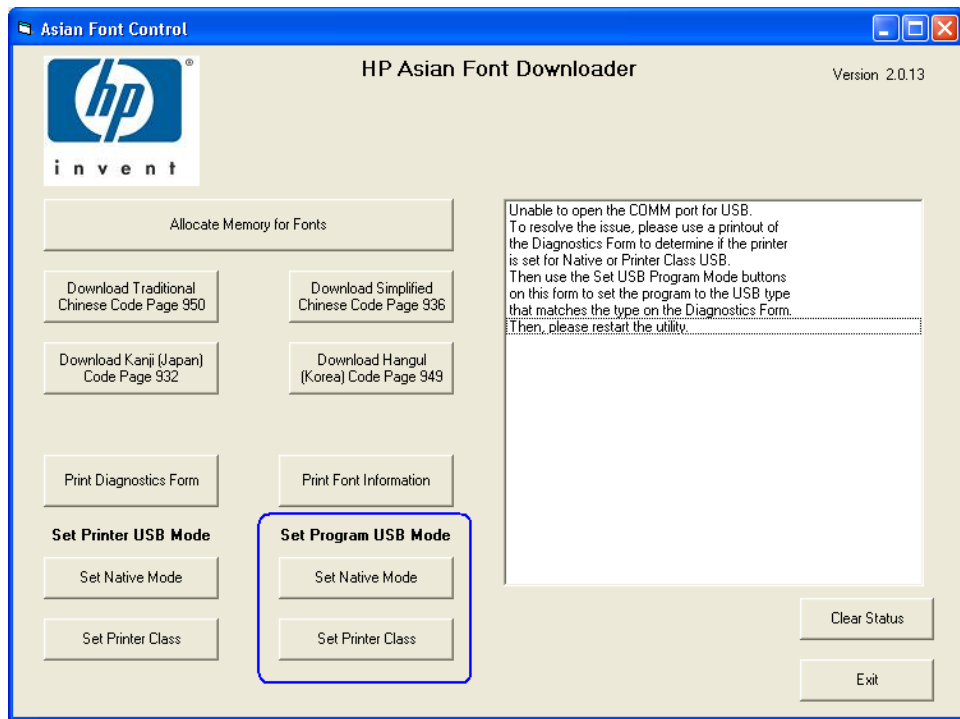 Asian Font Control
hp
®
invent
HP Asian Font Downloader
Version 2.0.13
Allocate Memory for Fonts
Download Traditional
Chinese Code Page 950
Download Simplified
Chinese Code Page 936
Download Kanji (Japan)
Code Page 932
Download Hangul
(Korea) Code Page 949
Print Diagnostics Form
Print Font Information
Set Printer USB Mode
Set Program USB Mode
Set Native Mode
Set Native Mode
Set Printer Class
Set Printer Class
Unable to open the COMM port for USB.
To resolve the issue, please use a printout of
the Diagnostics Form to determine if the printer
is set for Native or Printer Class USB.
Then use the Set USB Program Mode buttons
on this form to set the program to the USB type
that matches the type on the Diagnostics Form.
Then, please restart the utility.
Clear Status
Exit